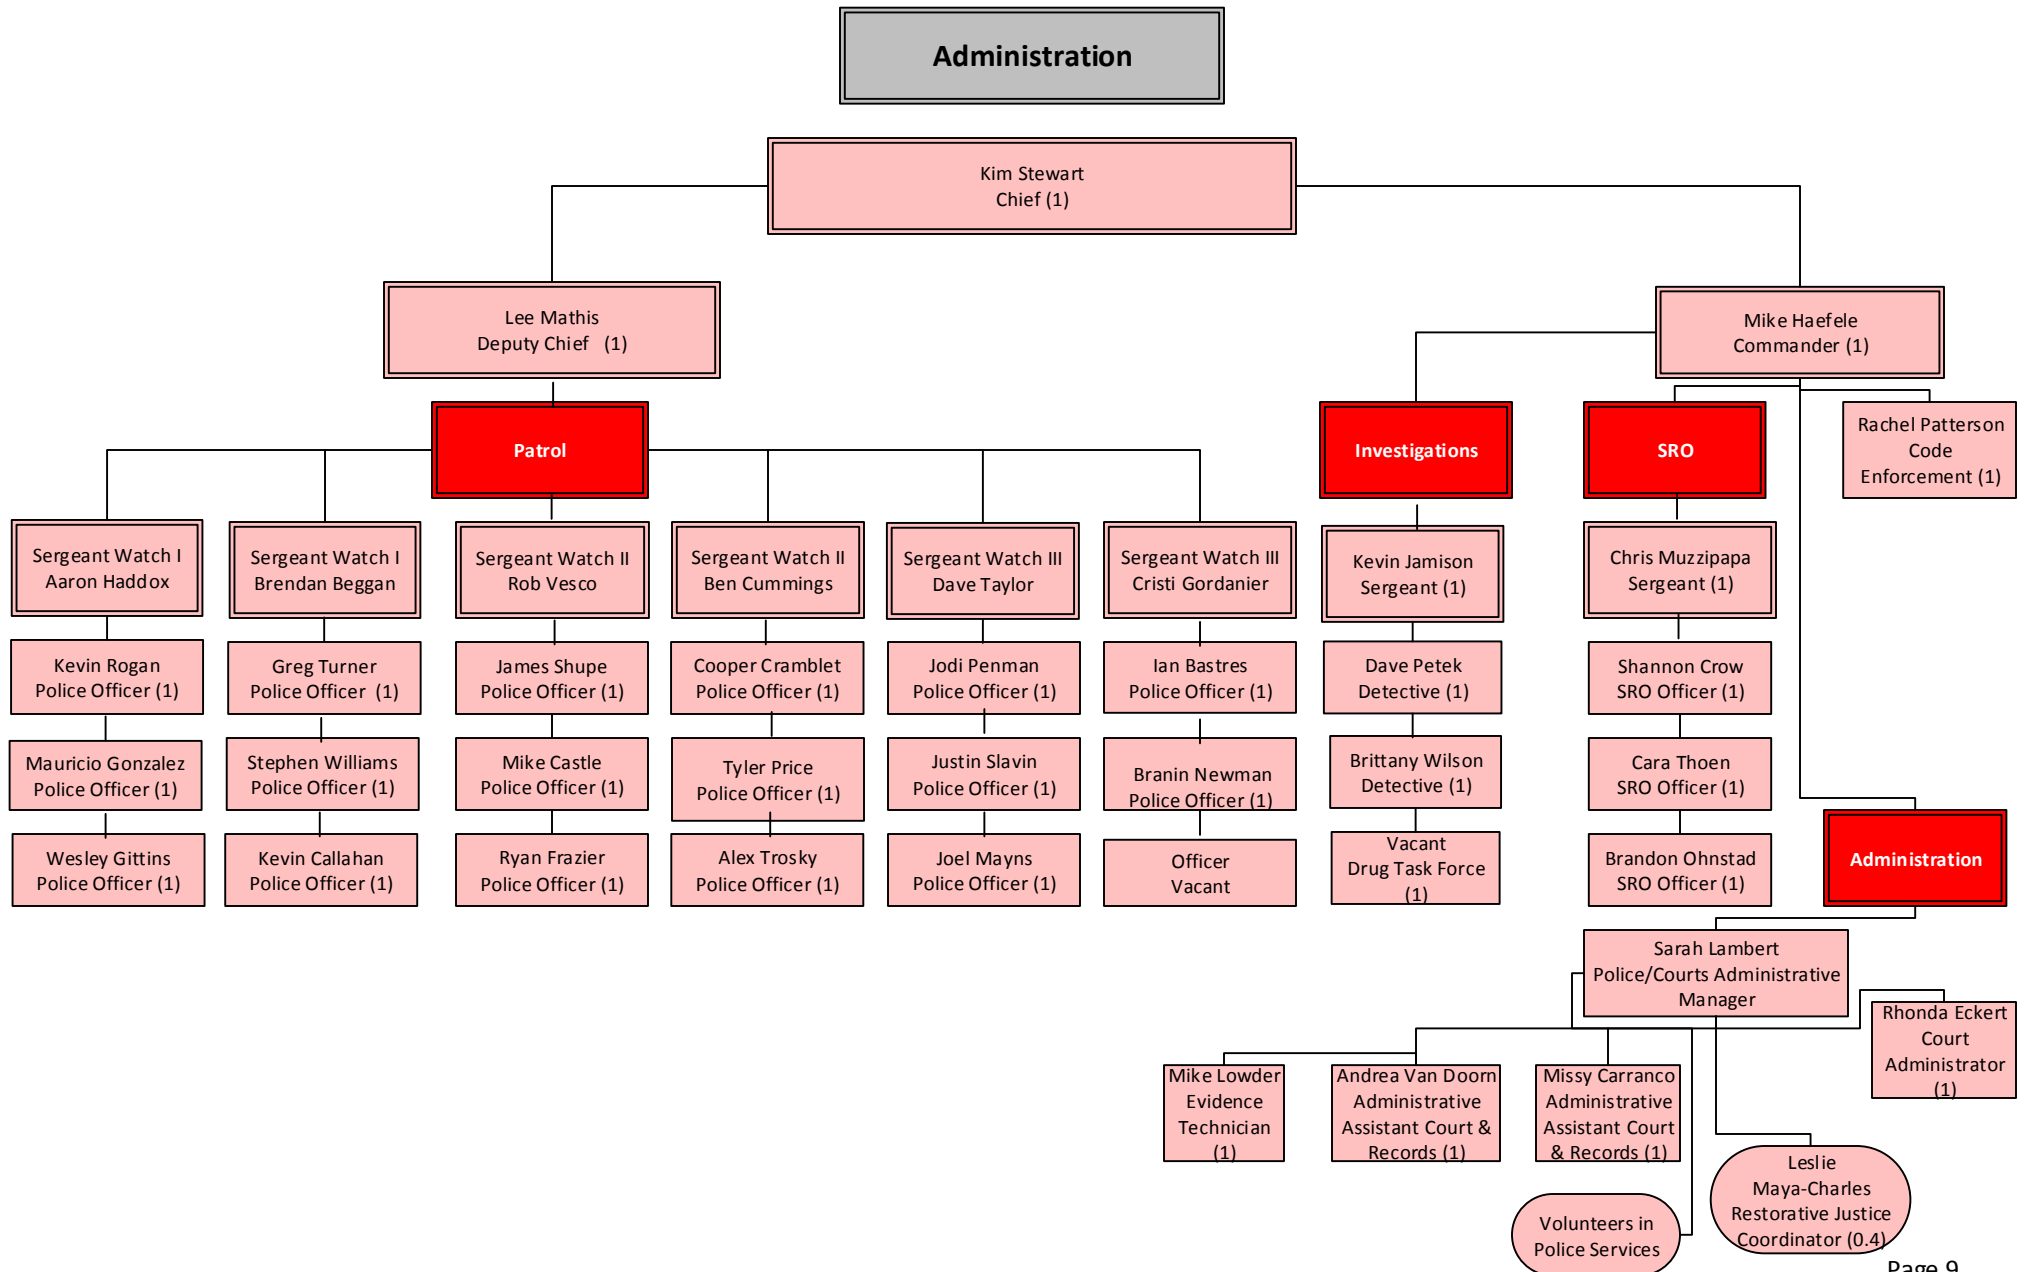 Administration
Kim Stewart
Chief (1)
Lee Mathis
Deputy Chief (1)
Mike Haefele
Commander (1)
Patrol
Investigations
SRO
Rachel Patterson
Code
Enforcement (1)
Sergeant Watch I
Aaron Haddox
Sergeant Watch I
Brendan Beggan
Sergeant Watch II
Rob Vesco
Sergeant Watch II
Ben Cummings
Sergeant Watch III
Dave Taylor
Sergeant Watch III
Cristi Gordanier
Kevin Jamison
Sergeant (1)
Chris Muzzipapa
Sergeant (1)
Kevin Rogan
Police Officer (1)
Greg Turner
Police Officer (1)
James Shupe
Police Officer (1)
Cooper Cramblet
Police Officer (1)
Jodi Penman
Police Officer (1)
Ian Bastres
Police Officer (1)
Dave Petek
Detective (1)
Shannon Crow
SRO Officer (1)
Mauricio Gonzalez
Police Officer (1)
Stephen Williams
Police Officer (1)
Mike Castle
Police Officer (1)
Tyler Price
Police Officer (1)
Justin Slavin
Police Officer (1)
Branin Newman
Police Officer (1)
Brittany Wilson
Detective (1)
Cara Thoen
SRO Officer (1)
Wesley Gittins
Police Officer (1)
Kevin Callahan
Police Officer (1)
Ryan Frazier
Police Officer (1)
Alex Trosky
Police Officer (1)
Joel Mayns
Police Officer (1)
Officer
Vacant
Vacant
Drug Task Force
(1)
Brandon Ohnstad
SRO Officer (1)
Administration
Sarah Lambert
Police/Courts Administrative
Manager
Rhonda Eckert
Court
Administrator
(1)
Mike Lowder
Evidence
Technician
(1)
Andrea Van Doorn
Administrative
Assistant Court &
Records (1)
Missy Carranco
Administrative
Assistant Court
& Records (1)
Leslie
Maya-Charles
Restorative Justice
Coordinator (0.4)
Volunteers in
Police Services
Page 9